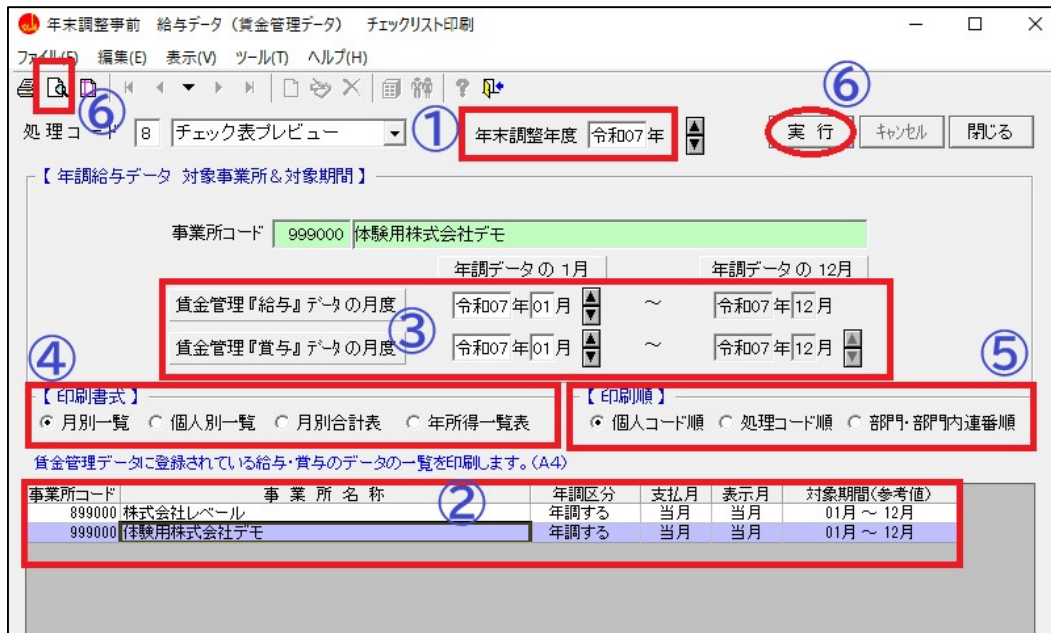 年末調整事前 給与データ（賃金管理データ） チェックリスト印刷
ファイル(F) 編集(E) 表示(V) ツール(T) ヘルプ(H)
⑥
処理コード 8 チェック表プレビュー ① 年末調整年度 令和07年 ⑥ 実行 キャンセル 閉じる
【 年調給与データ 対象事業所＆対象期間 】
事業所コード 999000 体験用株式会社デモ
年調データの 1月 年調データの 12月
賃金管理『給与』データの月度 令和07年01月 ～ 令和07年12月
③
賃金管理『賞与』データの月度 令和07年01月 ～ 令和07年12月
④ ⑤
【 印刷書式 】 【 印刷順 】
月別一覧 個人別一覧 月別合計表 年所得一覧表 個人コード順 処理コード順 部門・部門内連番順
賃金管理データに登録されている給与・賞与のデータの一覧を印刷します。(A4)
事業所コード 事業所名称 ② 年調区分 支払月 表示月 対象期間(参考値)
899000 株式会社レベール 年調する 当月 当月 01月 ～ 12月
999000 体験用株式会社デモ 年調する 当月 当月 01月 ～ 12月